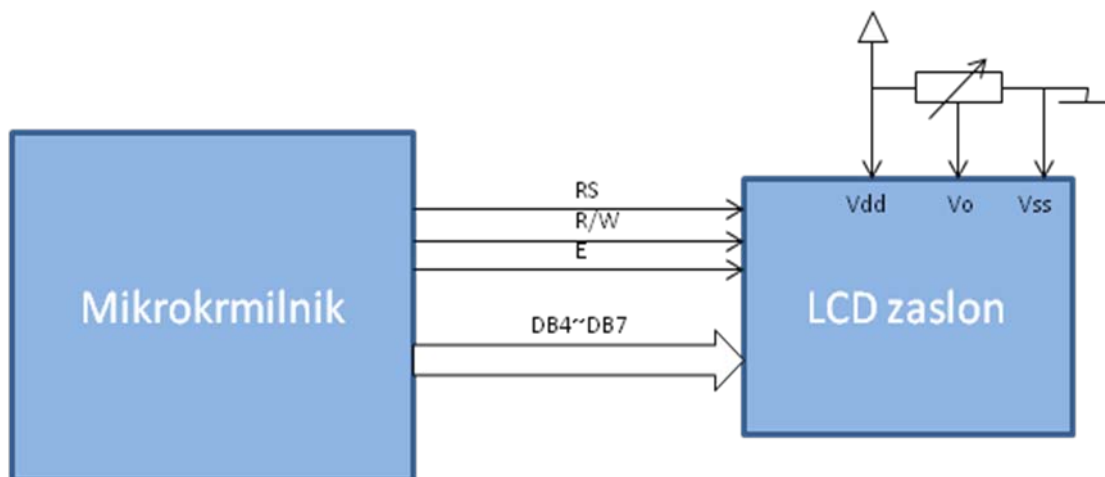 RS
R/W
E
Vdd Vo Vss
Mikrokrmilnik
LCD zaslon
DB4~DB7